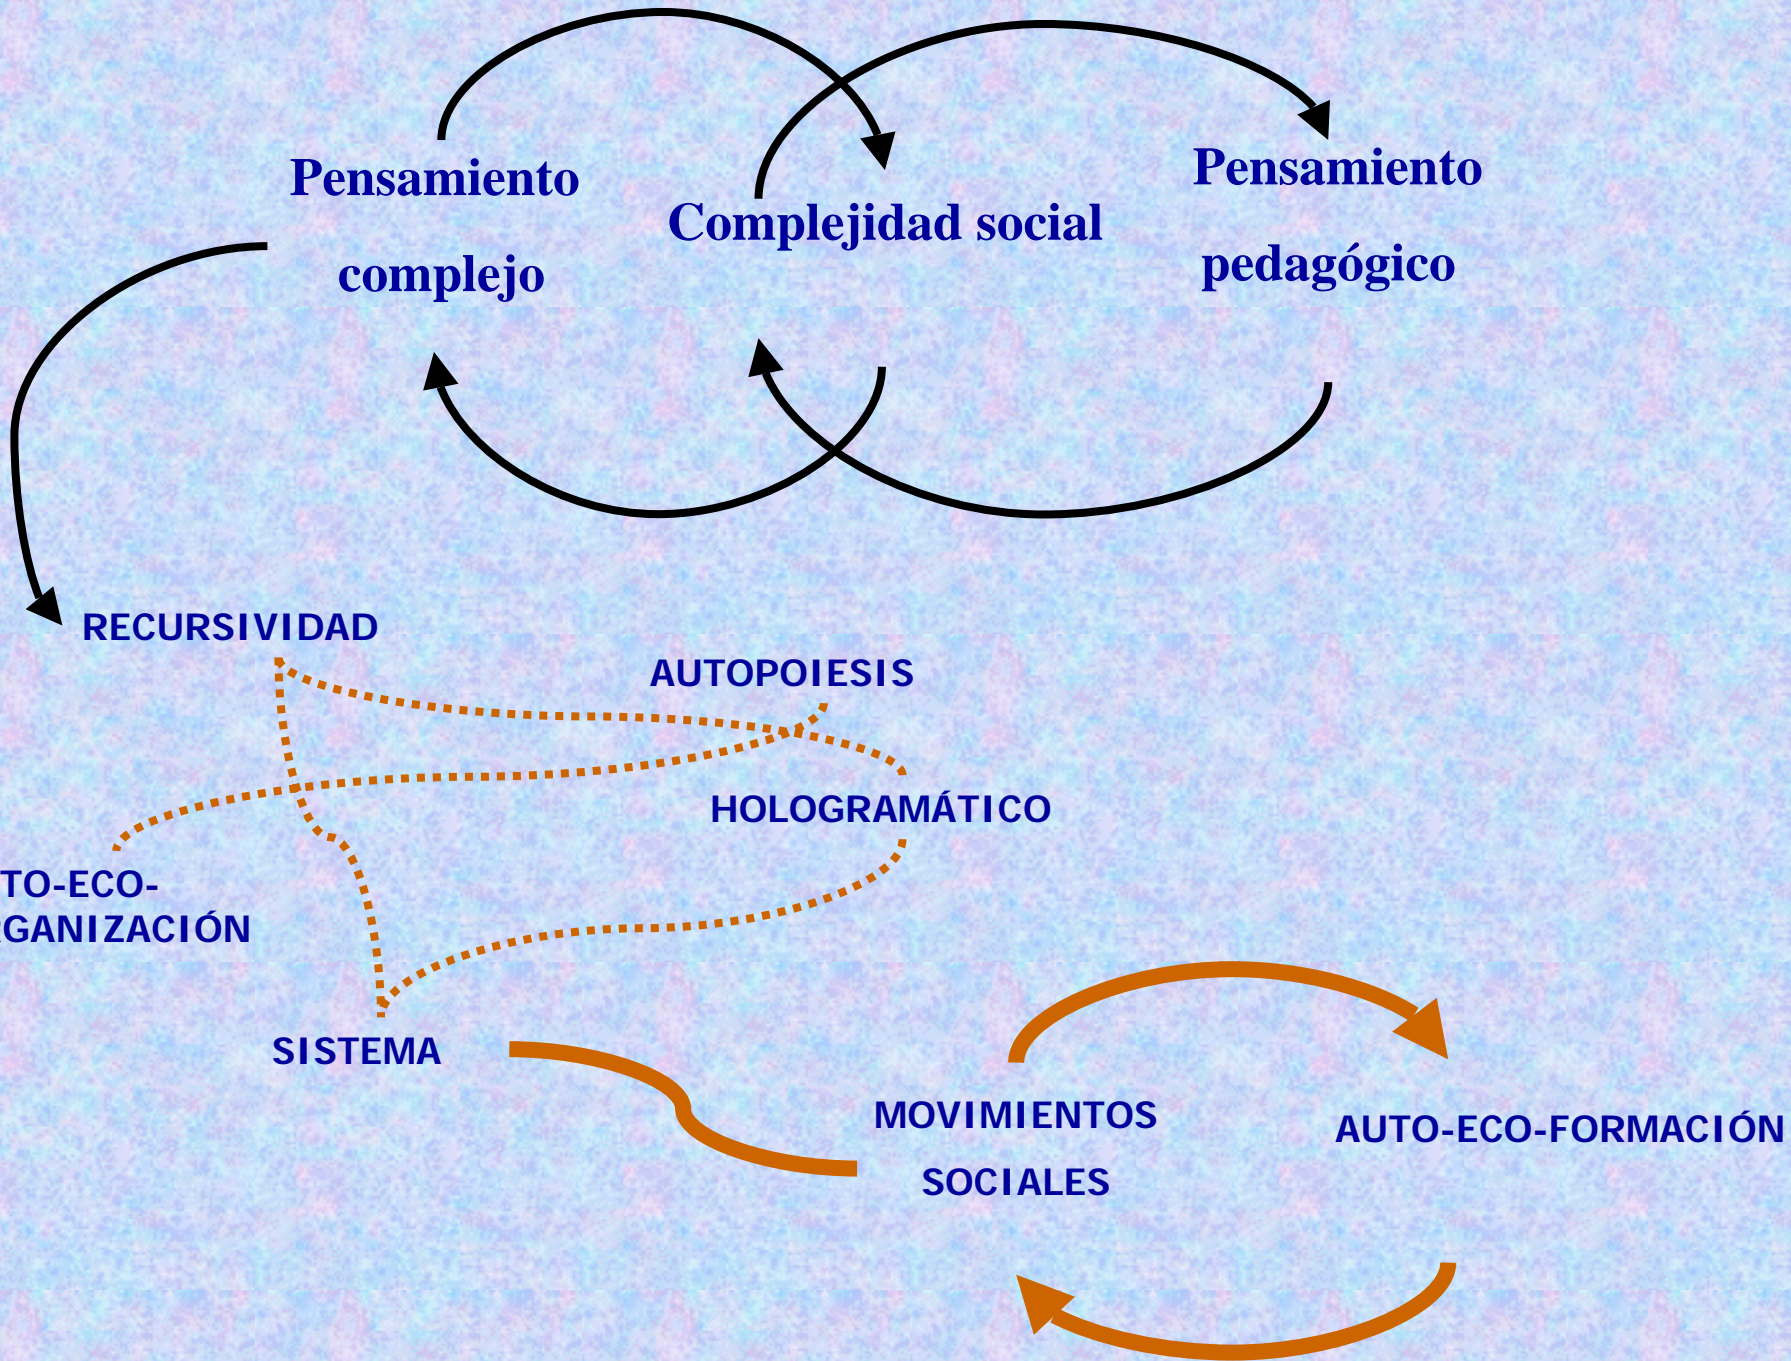 Pensamiento
complejo
Complejidad social
Pensamiento
pedagógico
RECURSIVIDAD
AUTOPOIESIS
HOLOGRAMÁTICO
TO-ECO-
GANIZACIÓN
SISTEMA
MOVIMIENTOS
SOCIALES
AUTO-ECO-FORMACIÓN